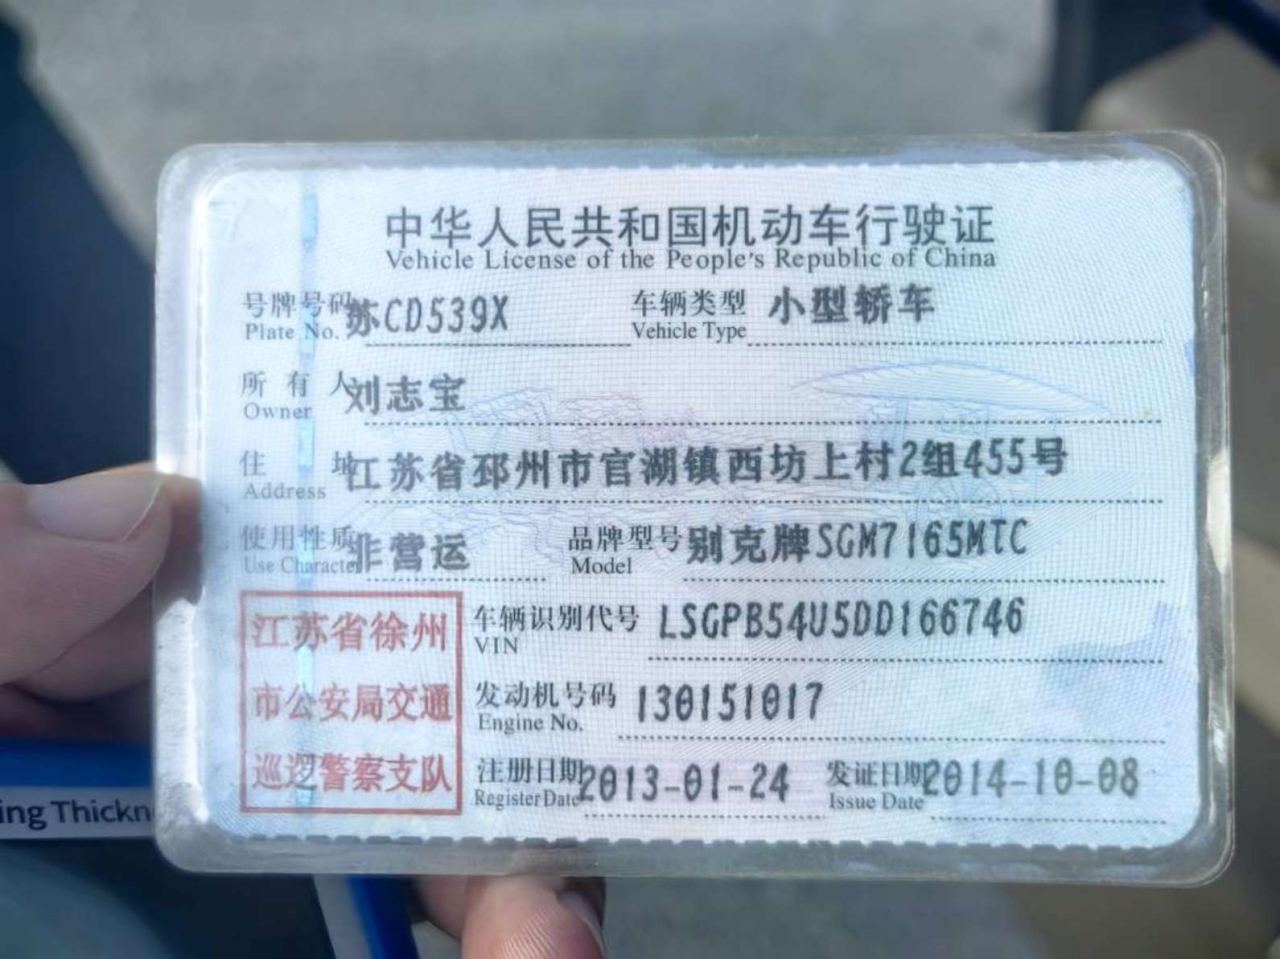 中华人民共和国机动车行驶证
Vehicle License of the People's Republic of China
号牌号码 苏CD539X 车辆类型 小型轿车
Plate No. Vehicle Type
所有人 刘志宝
Owner
住址 江苏省邳州市官湖镇西坊上村2组455号
Address
使用性质 非营运 品牌型号 别克牌SGM7165MTC
Use Character Model
江苏省徐州
市公安局交通
巡逻警察支队
车辆识别代号 LSGPB54U5DD166746
VIN
发动机号码 130151017
Engine No.
注册日期 2013-01-24 发证日期 2014-10-08
Register Date Issue Date
ing Thickn